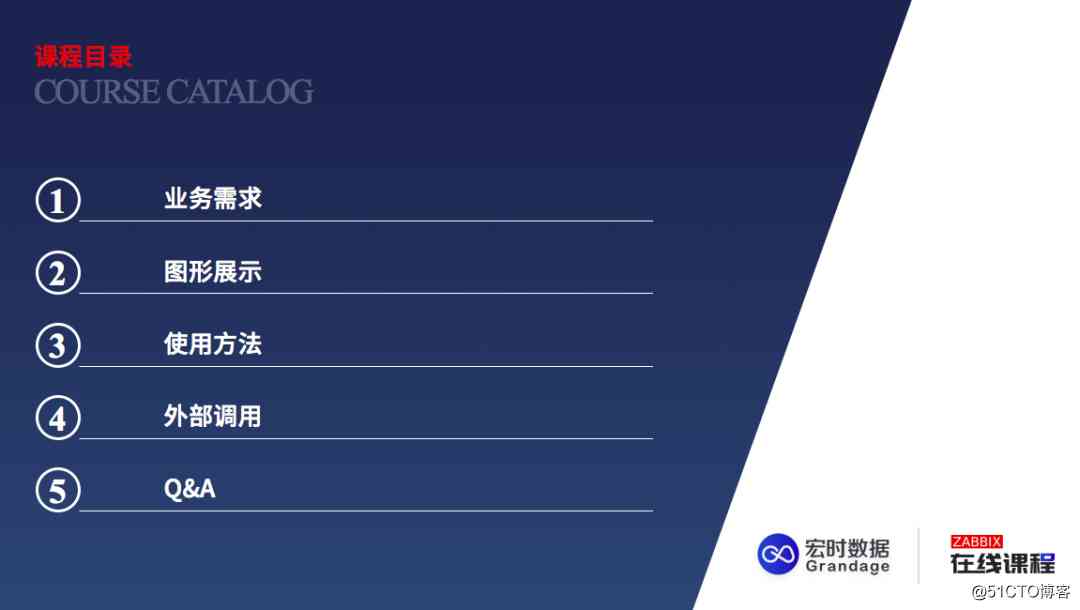 课程目录
COURSE CATALOG
1 业务需求
2 图形展示
3 使用方法
4 外部调用
5 Q&A
宏时数据
Grandage
ZABBIX
在线课程
@51CTO博客